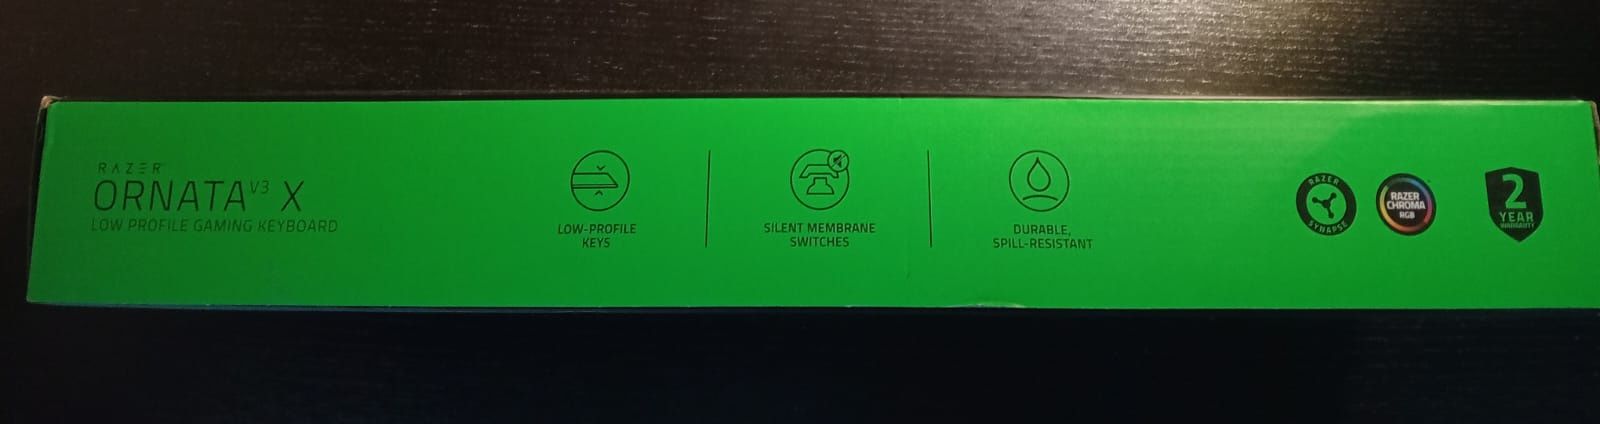 RAZER
ORNATA V3 X
LOW PROFILE GAMING KEYBOARD
LOW-PROFILE
KEYS
SILENT MEMBRANE
SWITCHES
DURABLE,
SPILL-RESISTANT
RAZER
SYNAPSE
RAZER
CHROMA
RGB
2
YEAR
WARRANTY